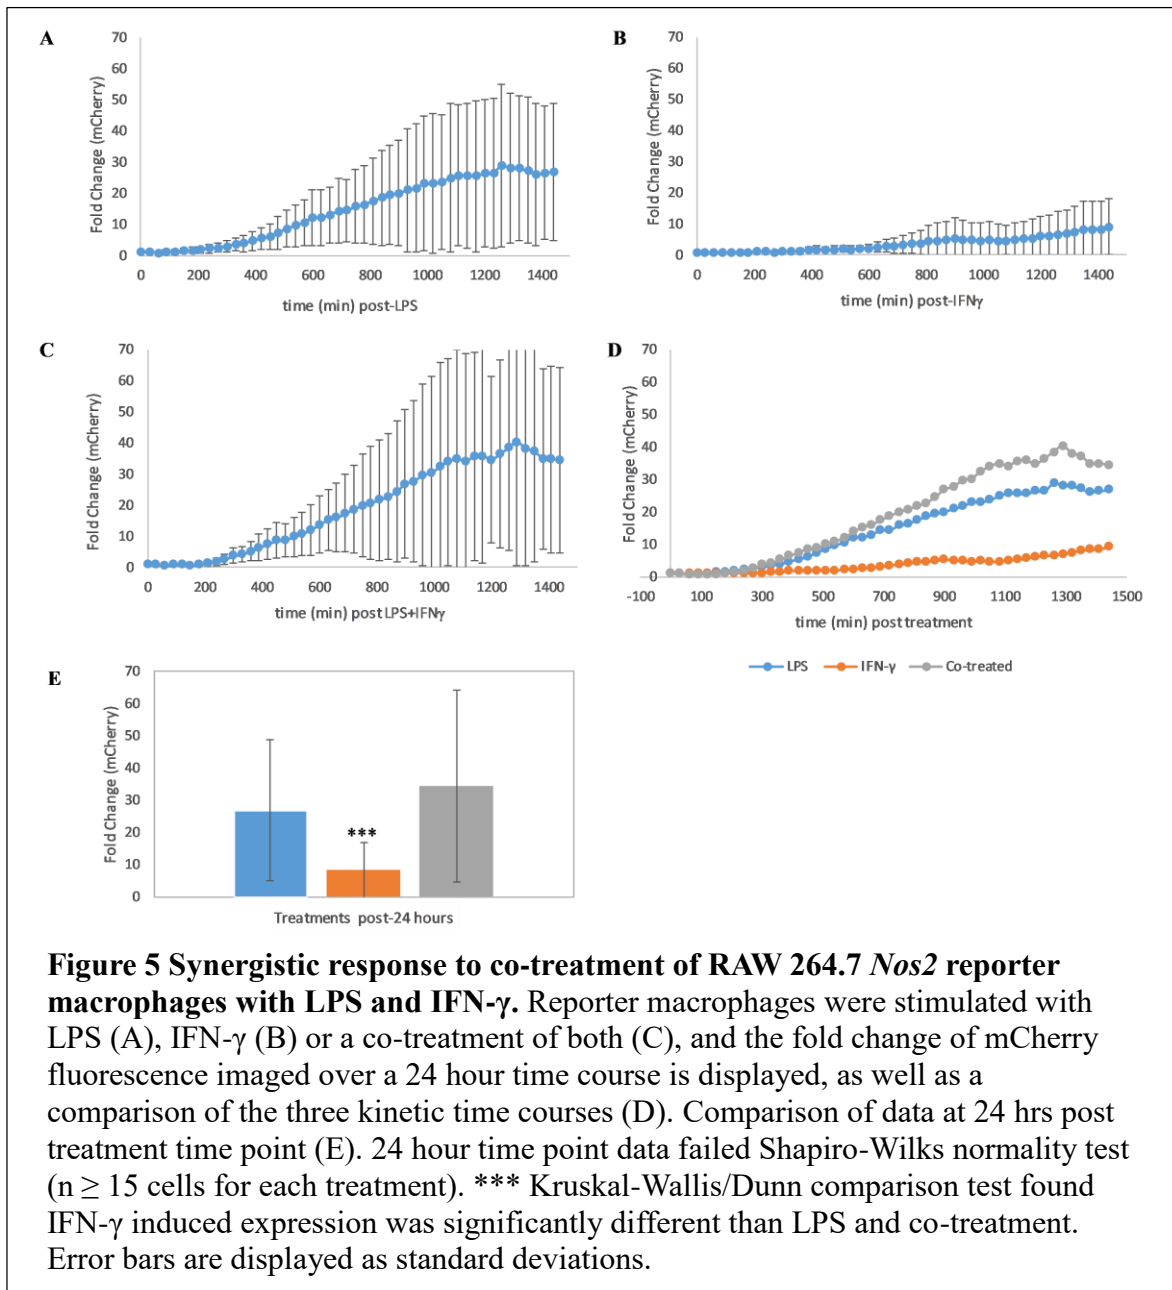 A
70
60
50
40
30
20
10
0
Fold Change (mCherry)
0 200 400 600 800 1000 1200 1400
time (min) post-LPS
B
70
60
50
40
30
20
10
0
Fold Change (mCherry)
0 200 400 600 800 1000 1200 1400
time (min) post-IFNγ
C
70
60
50
40
30
20
10
0
Fold Change (mCherry)
0 200 400 600 800 1000 1200 1400
time (min) post LPS+IFNγ
D
70
60
50
40
30
20
10
0
Fold Change (mCherry)
-100 100 300 500 700 900 1100 1300 1500
time (min) post treatment
LPS IFN-γ Co-treated
E
70
60
50
40
30
20
10
0
Fold Change (mCherry)
***
Treatments post-24 hours
Figure 5 Synergistic response to co-treatment of RAW 264.7 Nos2 reporter
macrophages with LPS and IFN-γ. Reporter macrophages were stimulated with
LPS (A), IFN-γ (B) or a co-treatment of both (C), and the fold change of mCherry
fluorescence imaged over a 24 hour time course is displayed, as well as a
comparison of the three kinetic time courses (D). Comparison of data at 24 hrs post
treatment time point (E). 24 hour time point data failed Shapiro-Wilks normality test
(n ≥ 15 cells for each treatment). *** Kruskal-Wallis/Dunn comparison test found
IFN-γ induced expression was significantly different than LPS and co-treatment.
Error bars are displayed as standard deviations.